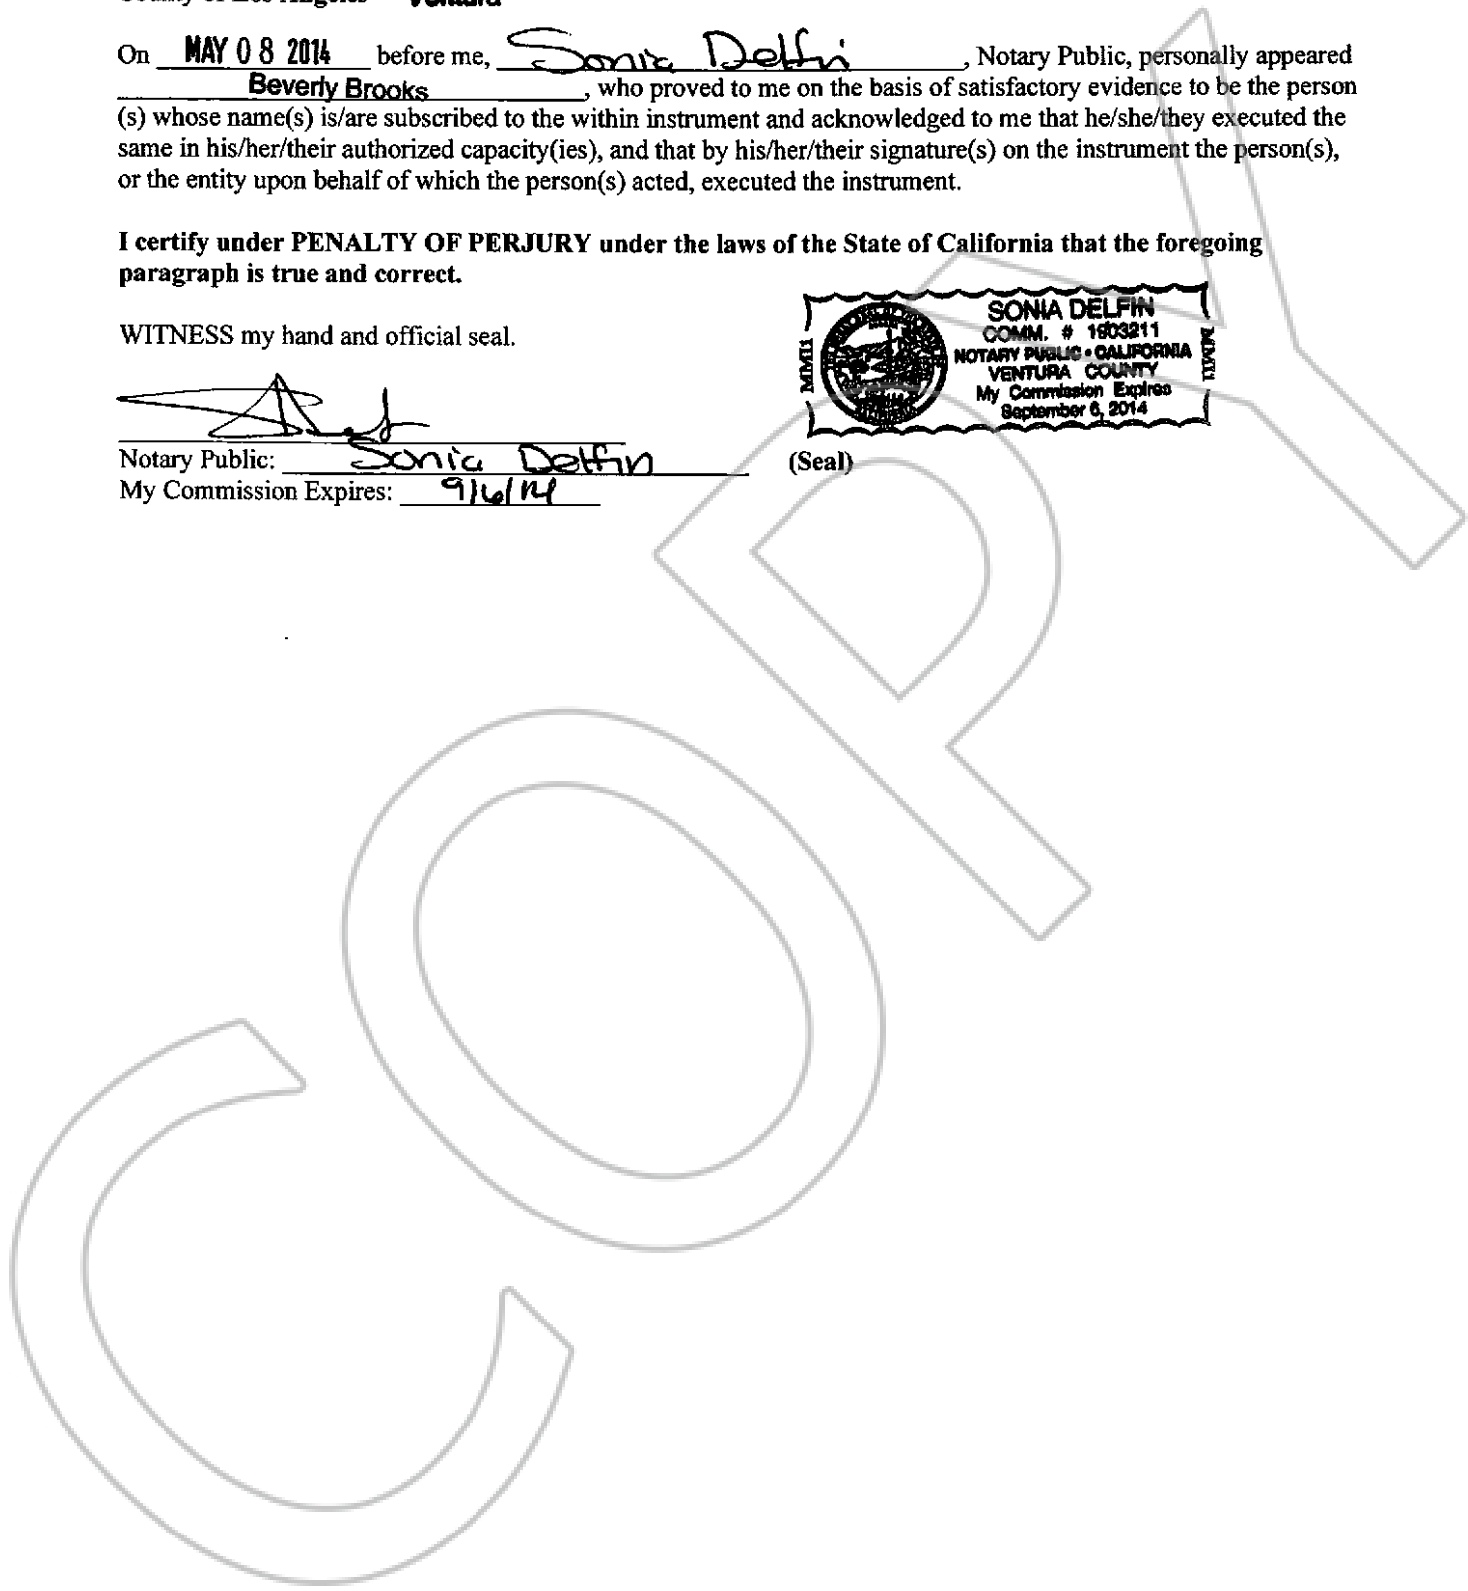 On MAY 08 2014 before me, Sonia Delfin, Notary Public, personally appeared
Beverly Brooks, who proved to me on the basis of satisfactory evidence to be the person
(s) whose name(s) is/are subscribed to the within instrument and acknowledged to me that he/she/they executed the
same in his/her/their authorized capacity(ies), and that by his/her/their signature(s) on the instrument the person(s),
or the entity upon behalf of which the person(s) acted, executed the instrument.
I certify under PENALTY OF PERJURY under the laws of the State of California that the foregoing
paragraph is true and correct.
WITNESS my hand and official seal.
SONIA DELFIN
COMM. # 1903211
NOTARY PUBLIC • CALIFORNIA
VENTURA COUNTY
My Commission Expires
September 6, 2014
MMI1
MMI1
Notary Public: Sonia Delfin
(Seal)
My Commission Expires: 9/6/14
COPY